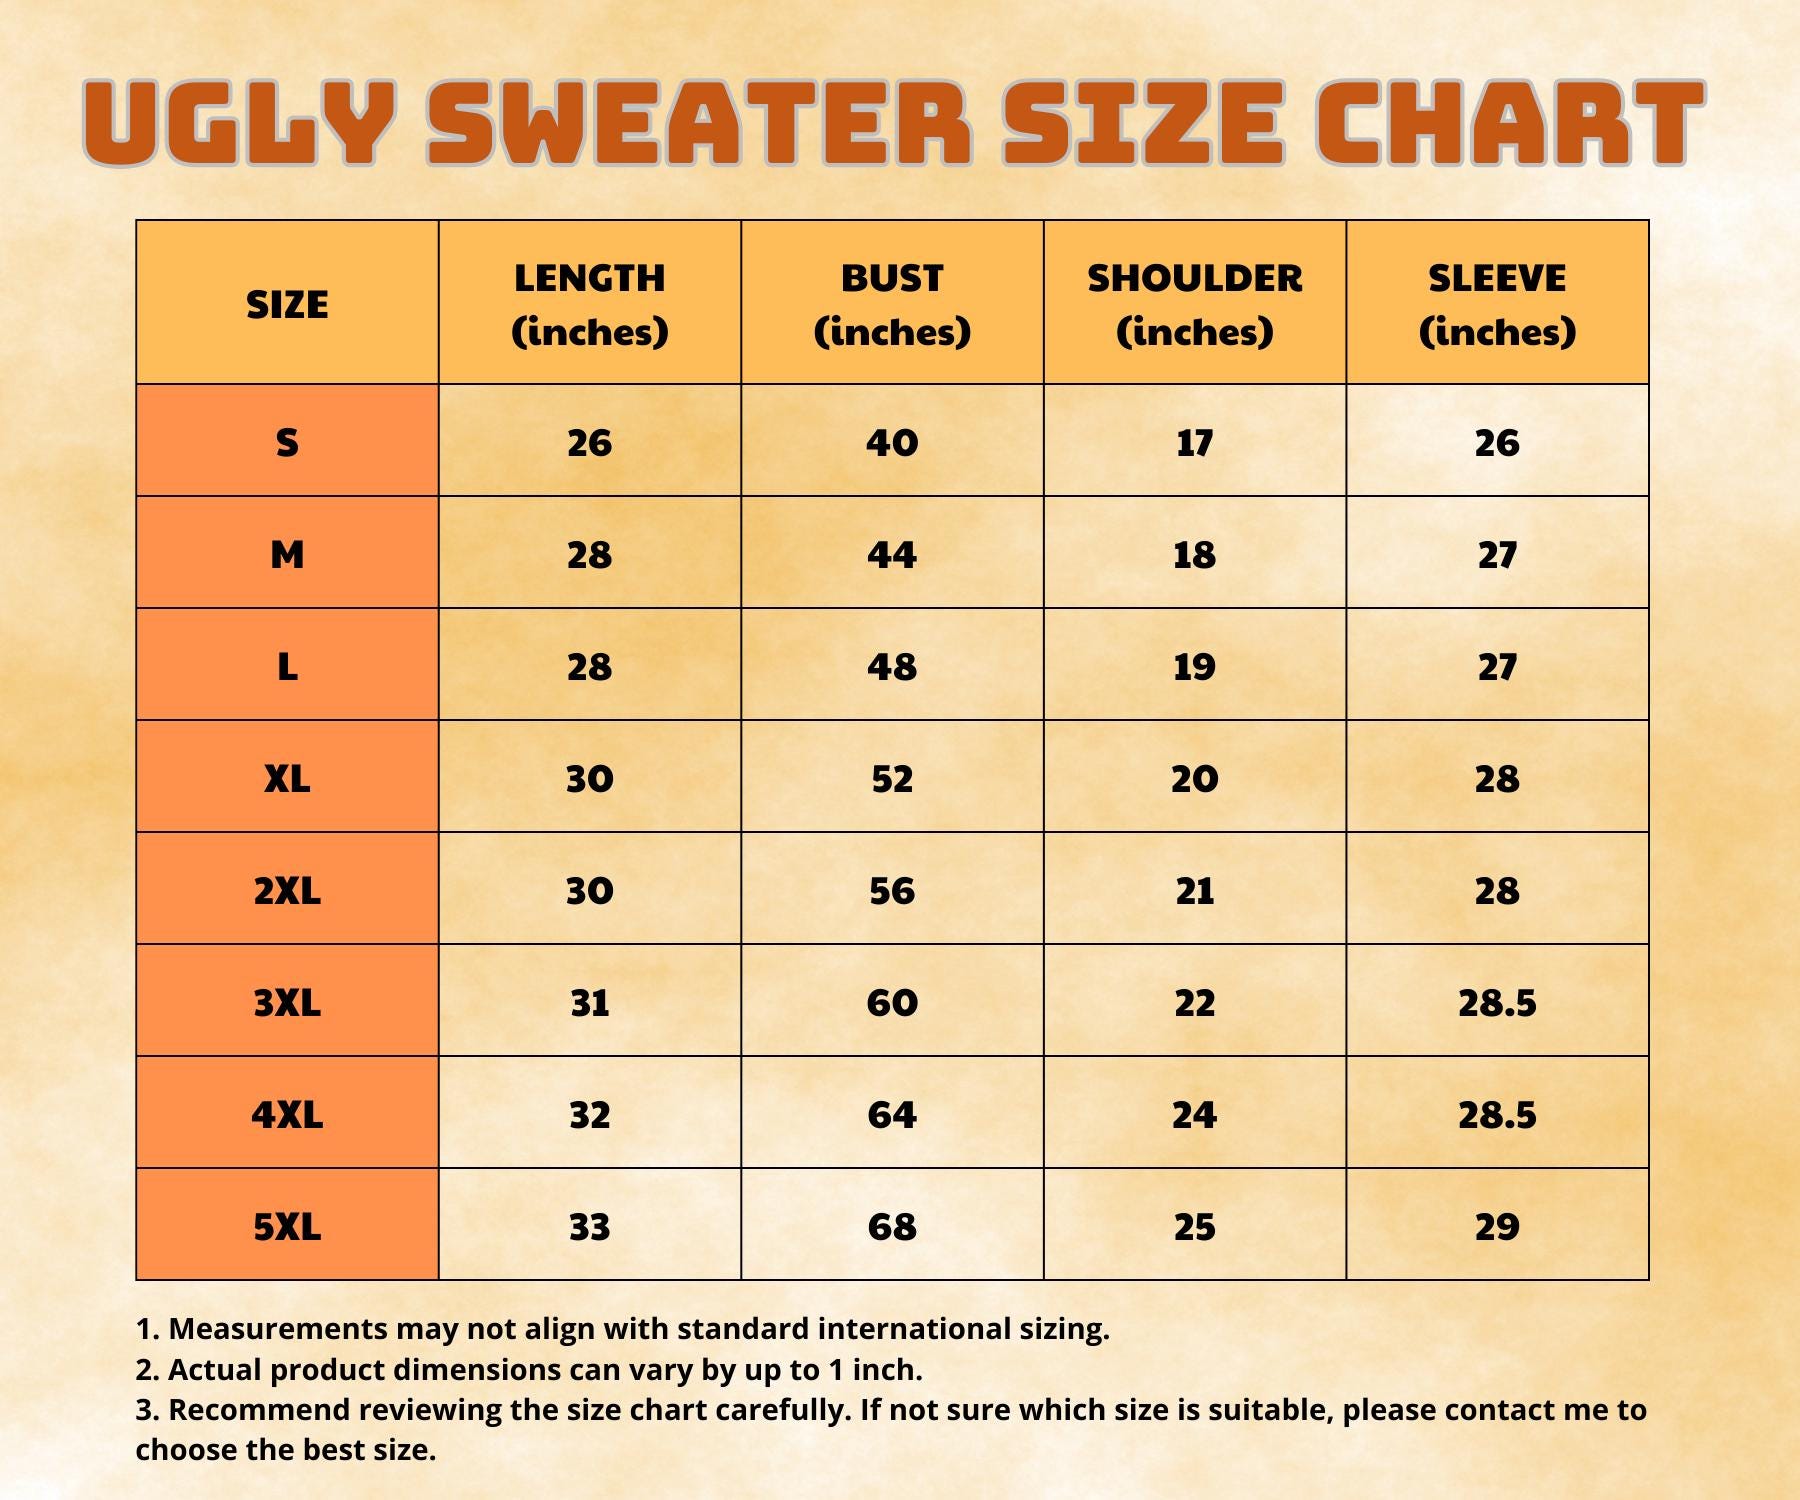 UGLY SWEATER SIZE CHART
SIZE LENGTH (inches) BUST (inches) SHOULDER (inches) SLEEVE (inches)
S 26 40 17 26
M 28 44 18 27
L 28 48 19 27
XL 30 52 20 28
2XL 30 56 21 28
3XL 31 60 22 28.5
4XL 32 64 24 28.5
5XL 33 68 25 29
1. Measurements may not align with standard international sizing.
2. Actual product dimensions can vary by up to 1 inch.
3. Recommend reviewing the size chart carefully. If not sure which size is suitable, please contact me to
choose the best size.